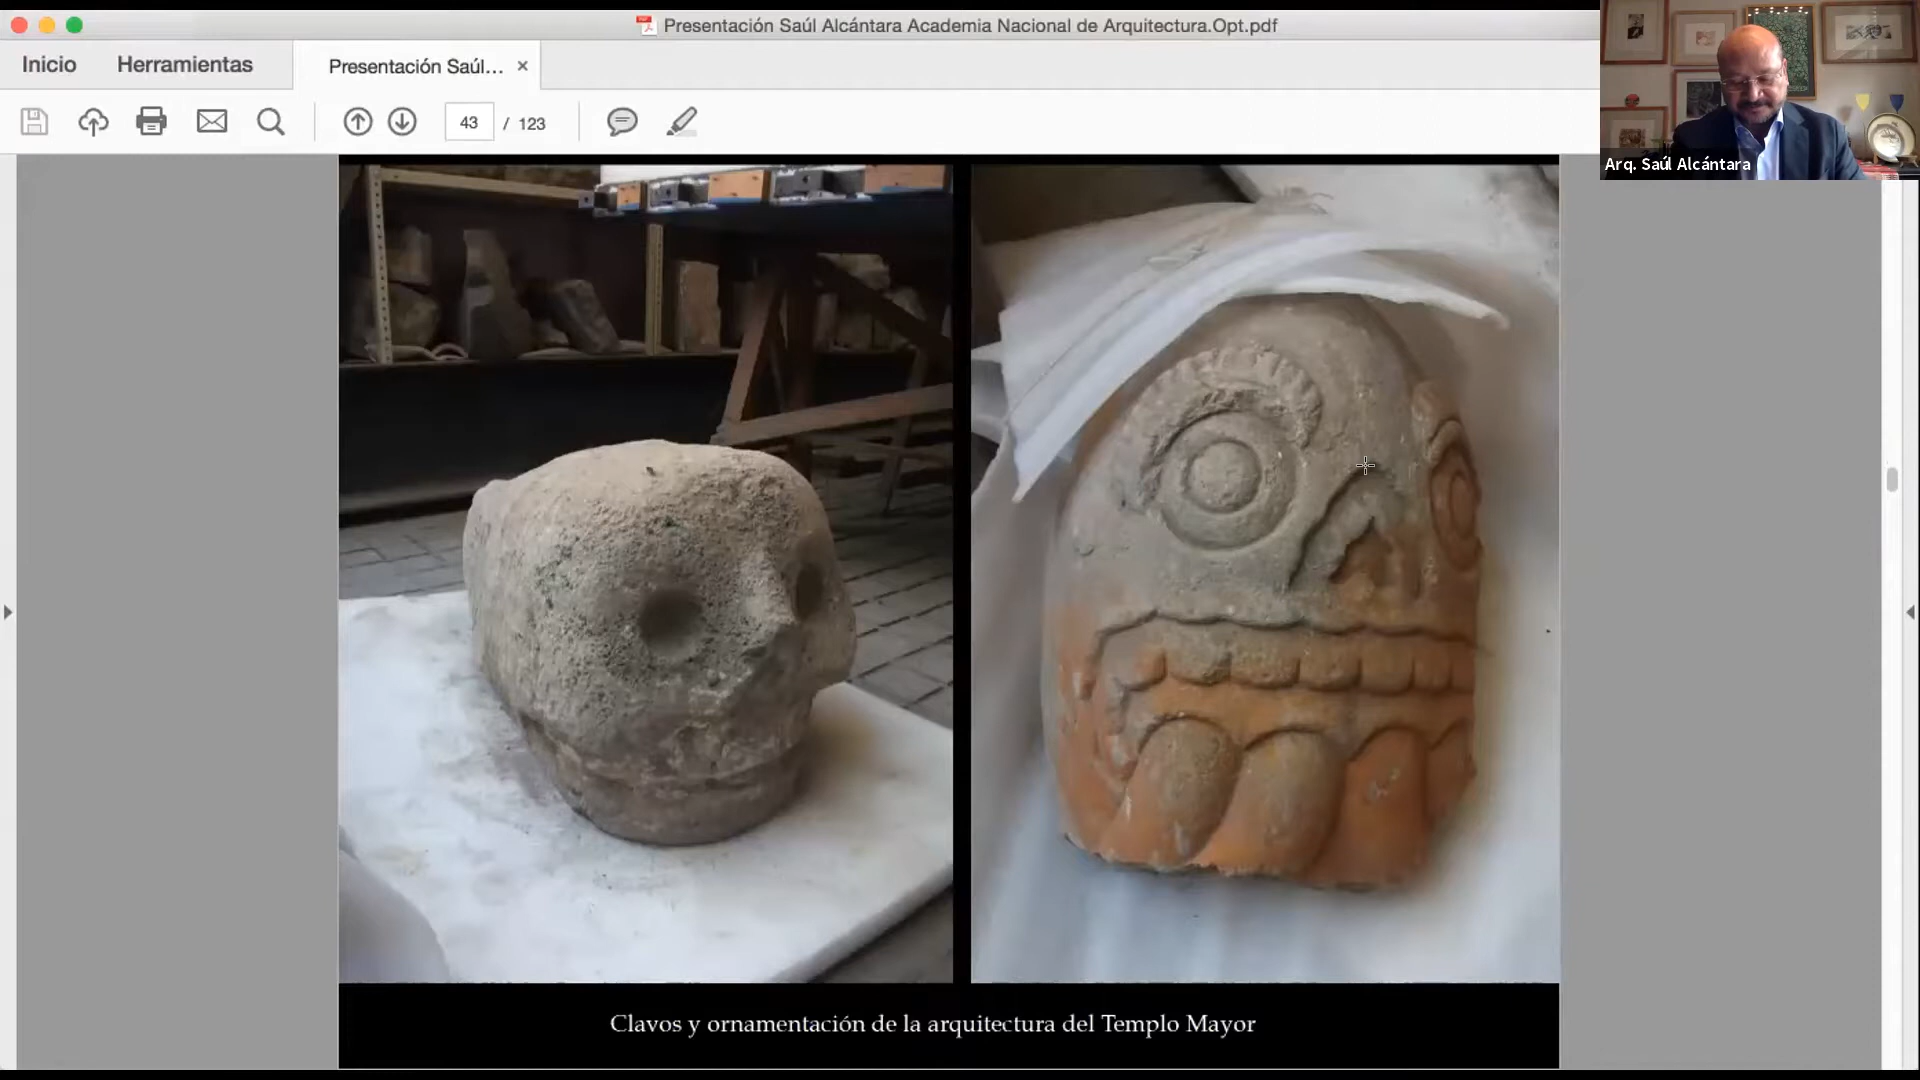 Presentación Saúl Alcántara Academia Nacional de Arquitectura.Opt.pdf
Inicio
Herramientas
Presentación Saúl...
43 / 123
Arq. Saúl Alcántara
Clavos y ornamentación de la arquitectura del Templo Mayor